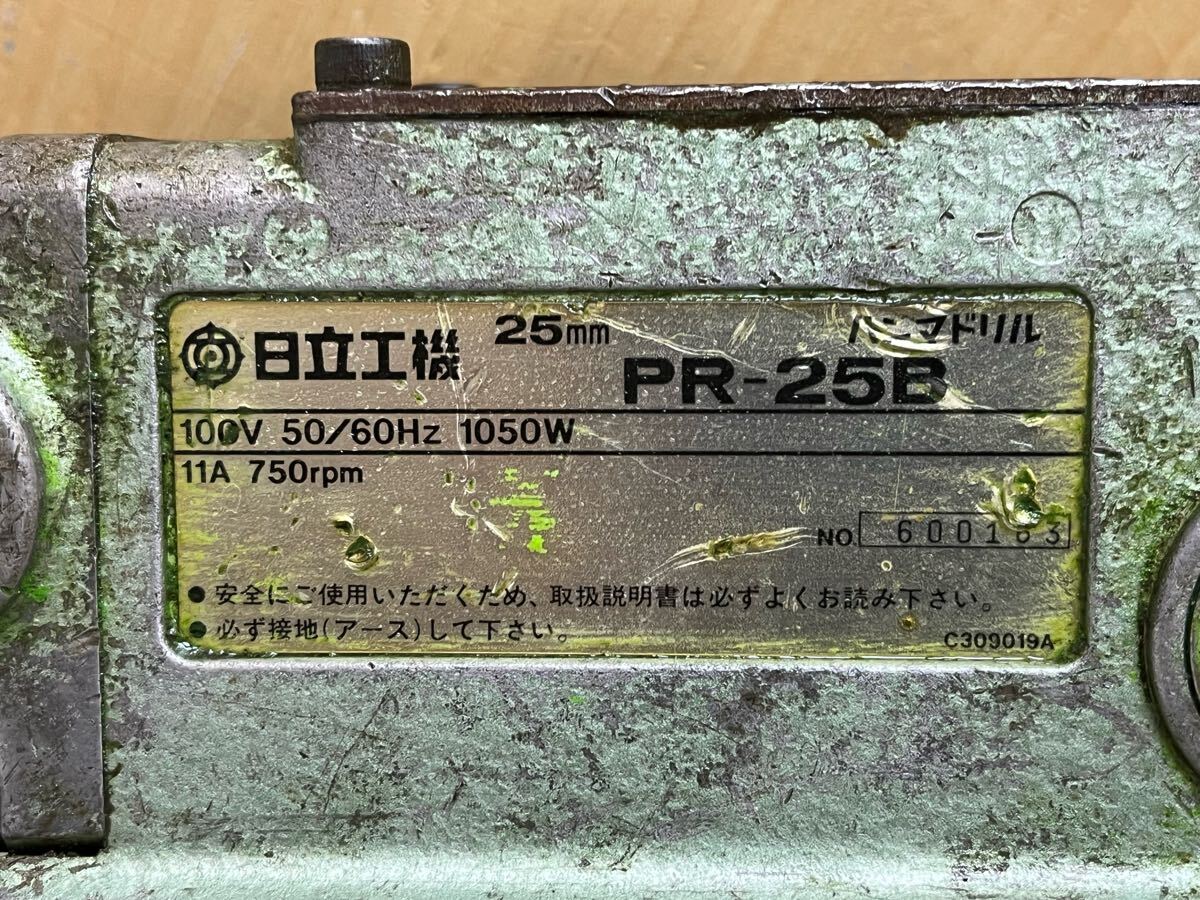 日立工機 25mm ハンマドリル
PR-25B
100V 50/60Hz 1050W
11A 750rpm
NO. 600163
●安全にご使用いただくため、取扱説明書は必ずよくお読み下さい。
●必ず接地(アース)して下さい。
C309019A